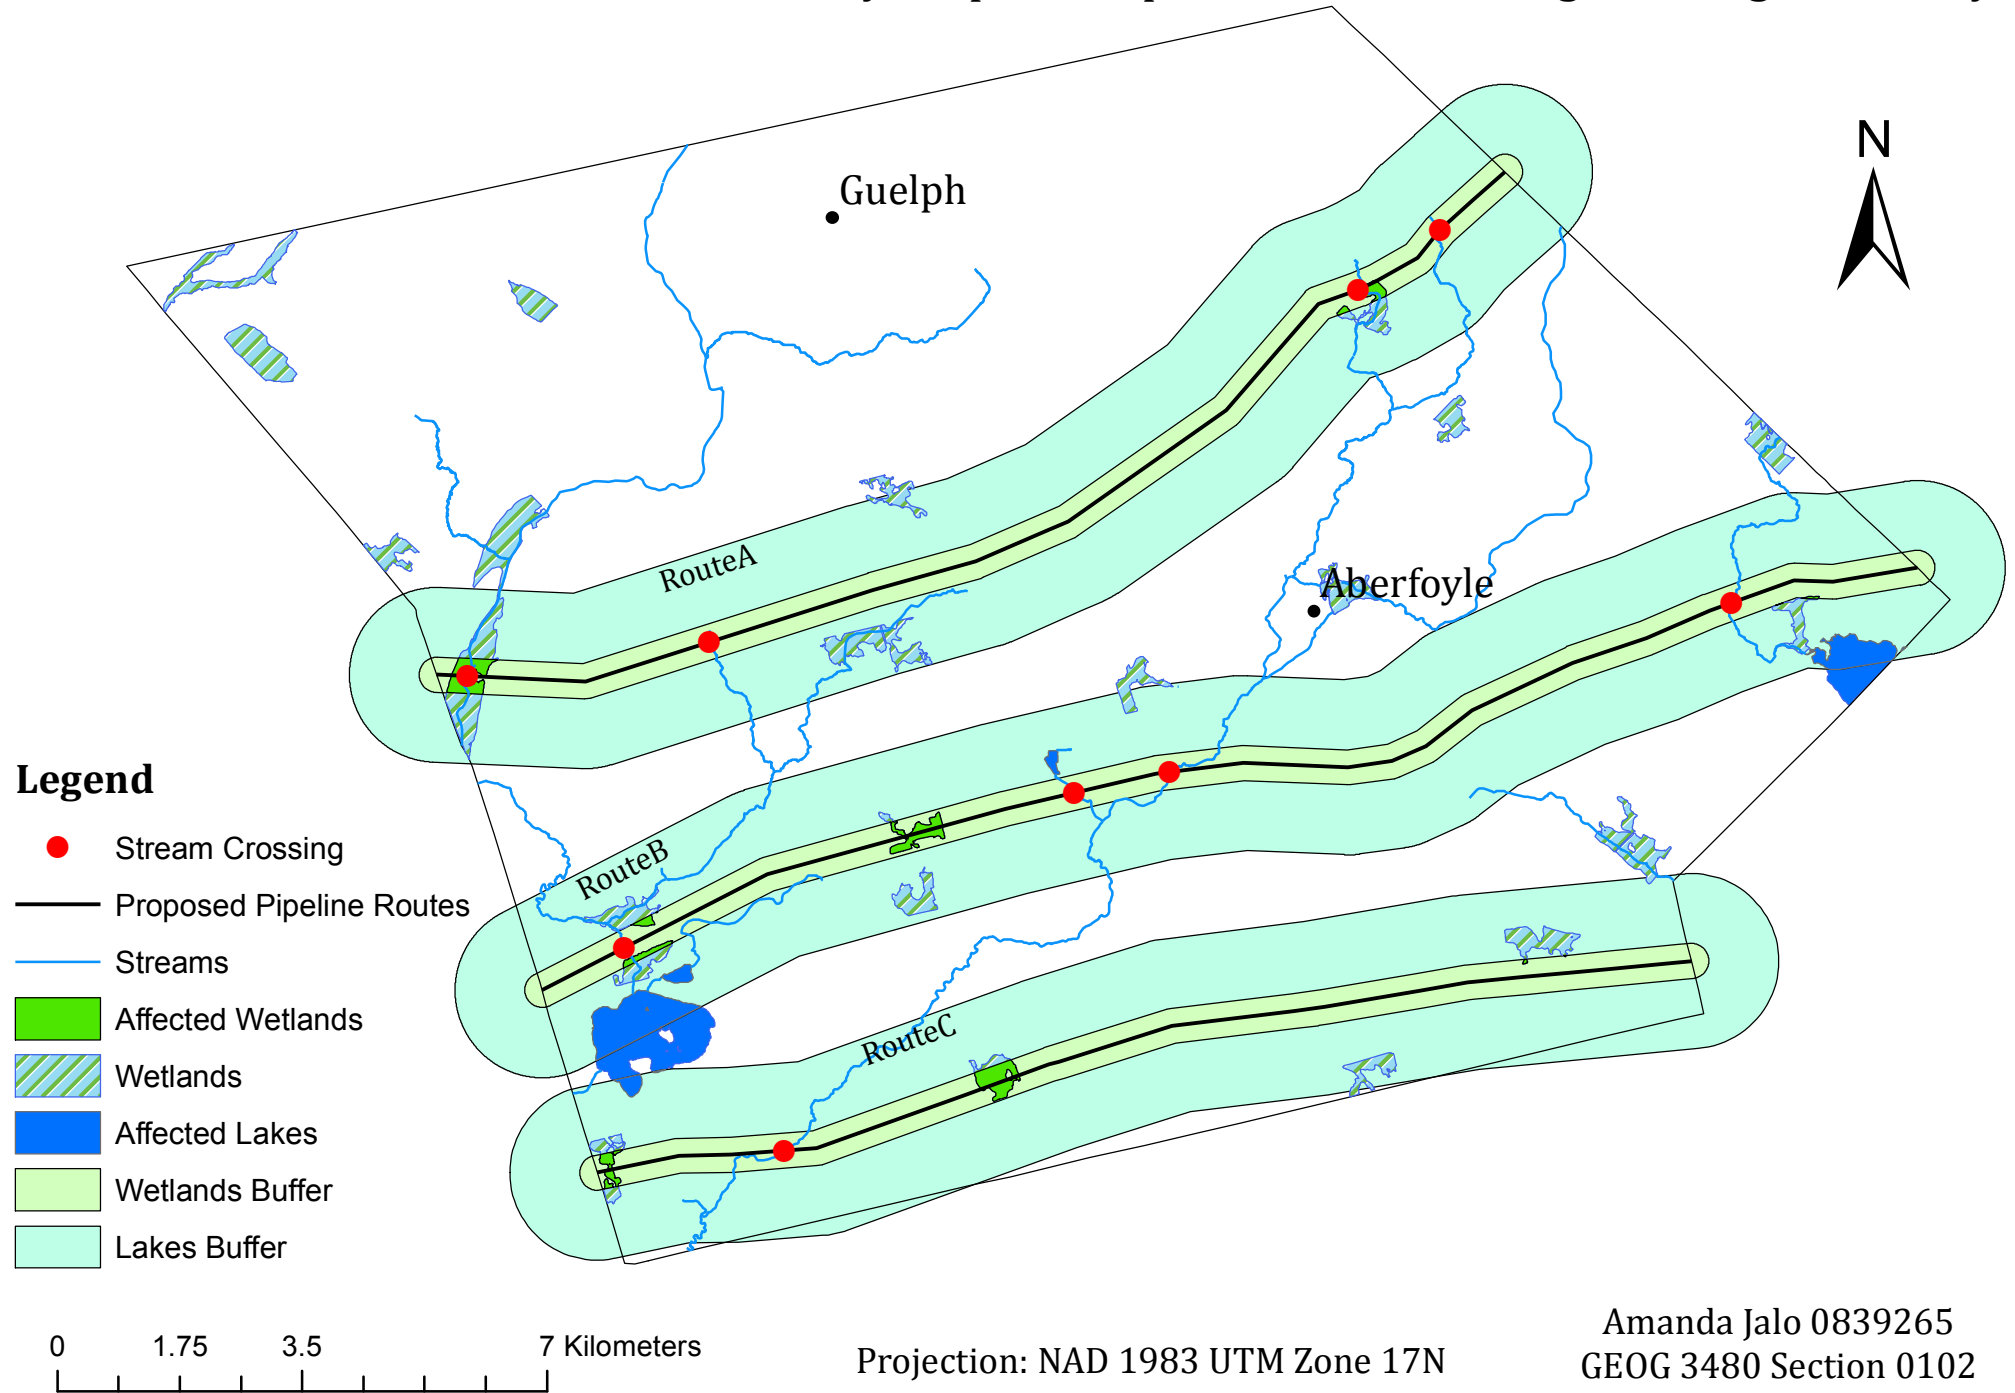 N
Guelph
Aberfoyle
RouteA
RouteB
RouteC
Legend
Stream Crossing
Proposed Pipeline Routes
Streams
Affected Wetlands
Wetlands
Affected Lakes
Wetlands Buffer
Lakes Buffer
0 1.75 3.5 7 Kilometers
Projection: NAD 1983 UTM Zone 17N
Amanda Jalo 0839265
GEOG 3480 Section 0102